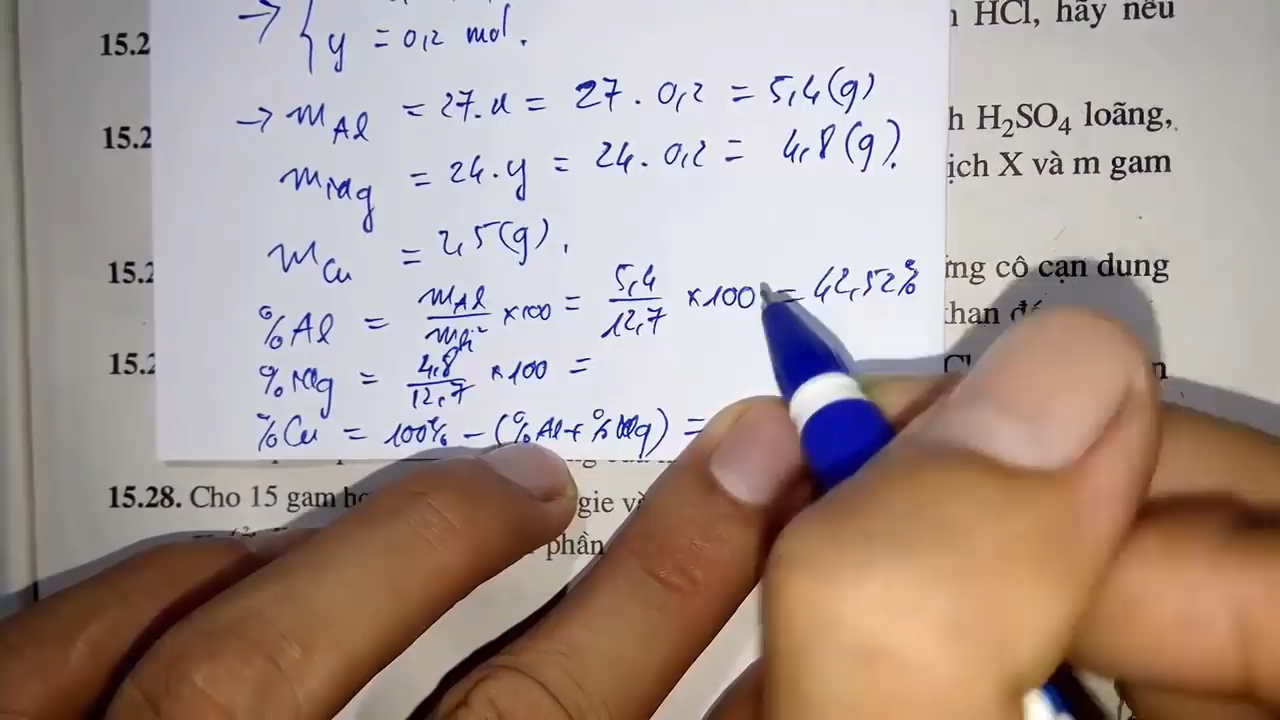 15.2
→ { y = 0,2 mol.
n HCl, hãy nêu
15.2
→ mAl = 27.x = 27 . 0,2 = 5,4(g)
h H₂SO₄ loãng,
mMg = 24.y = 24 . 0,2 = 4,8(g).
ịch X và m gam
mCu = 2,5(g).
15.2
ứng cô cạn dung
%Al = mAl/mhh × 100 = 5,4/12,7 × 100 = 42,52%
15.2
%Mg = 4,8/12,7 × 100 =
%Cu = 100% - (%Al + %Mg) =
15.28. Cho 15 gam
phần